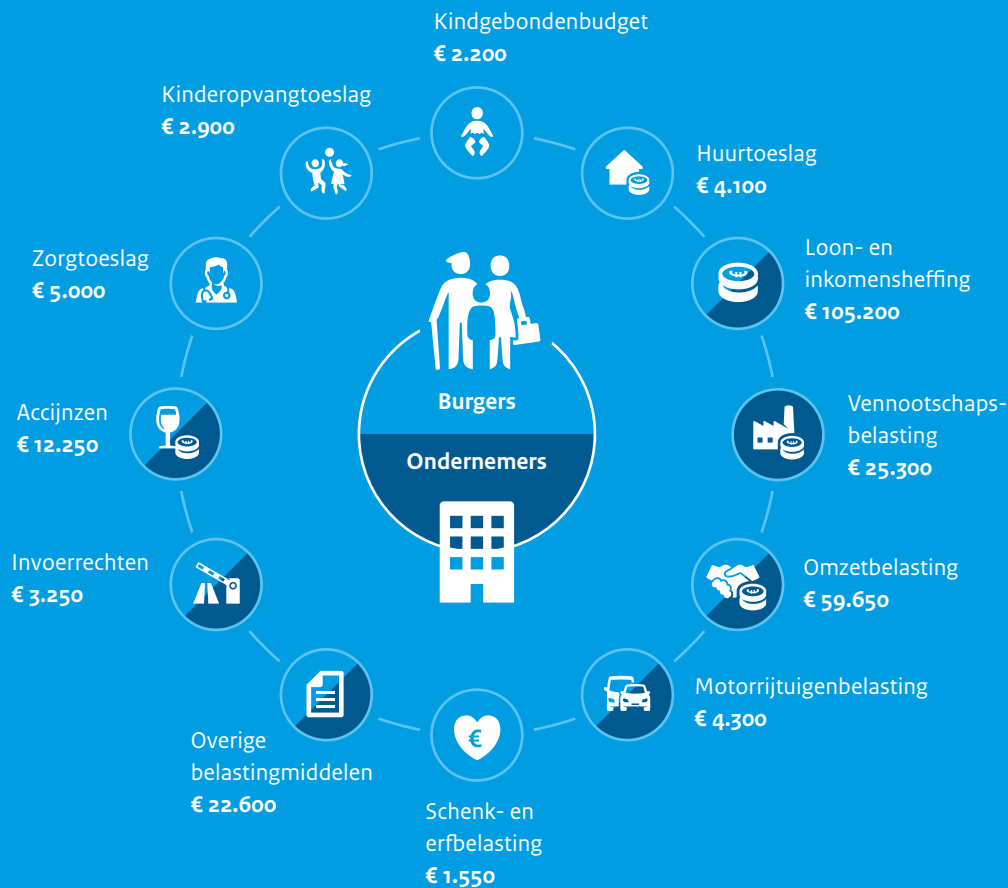 Kindgebondenbudget
€ 2.200
Kinderopvangtoeslag
€ 2.900
Huurtoeslag
€ 4.100
Zorgtoeslag
€ 5.000
Loon- en
inkomensheffing
€ 105.200
Burgers
Ondernemers
Accijnzen
€ 12.250
Vennootschaps-
belasting
€ 25.300
Invoerrechten
€ 3.250
Omzetbelasting
€ 59.650
Motorrijtuigenbelasting
€ 4.300
Overige
belastingmiddelen
€ 22.600
€
Schenk- en
erfbelasting
€ 1.550